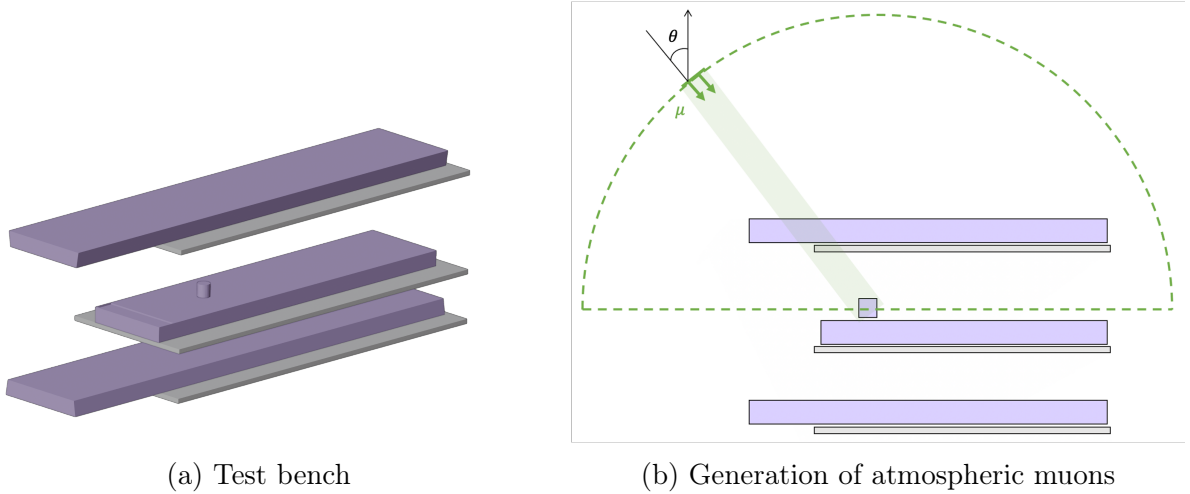 θ
μ
(a) Test bench
(b) Generation of atmospheric muons